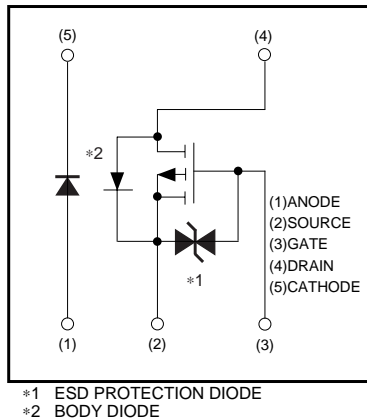 (5) (4)
∗2
(1)ANODE
(2)SOURCE
(3)GATE
(4)DRAIN
(5)CATHODE
∗1
(1) (2) (3)
∗1 ESD PROTECTION DIODE
∗2 BODY DIODE